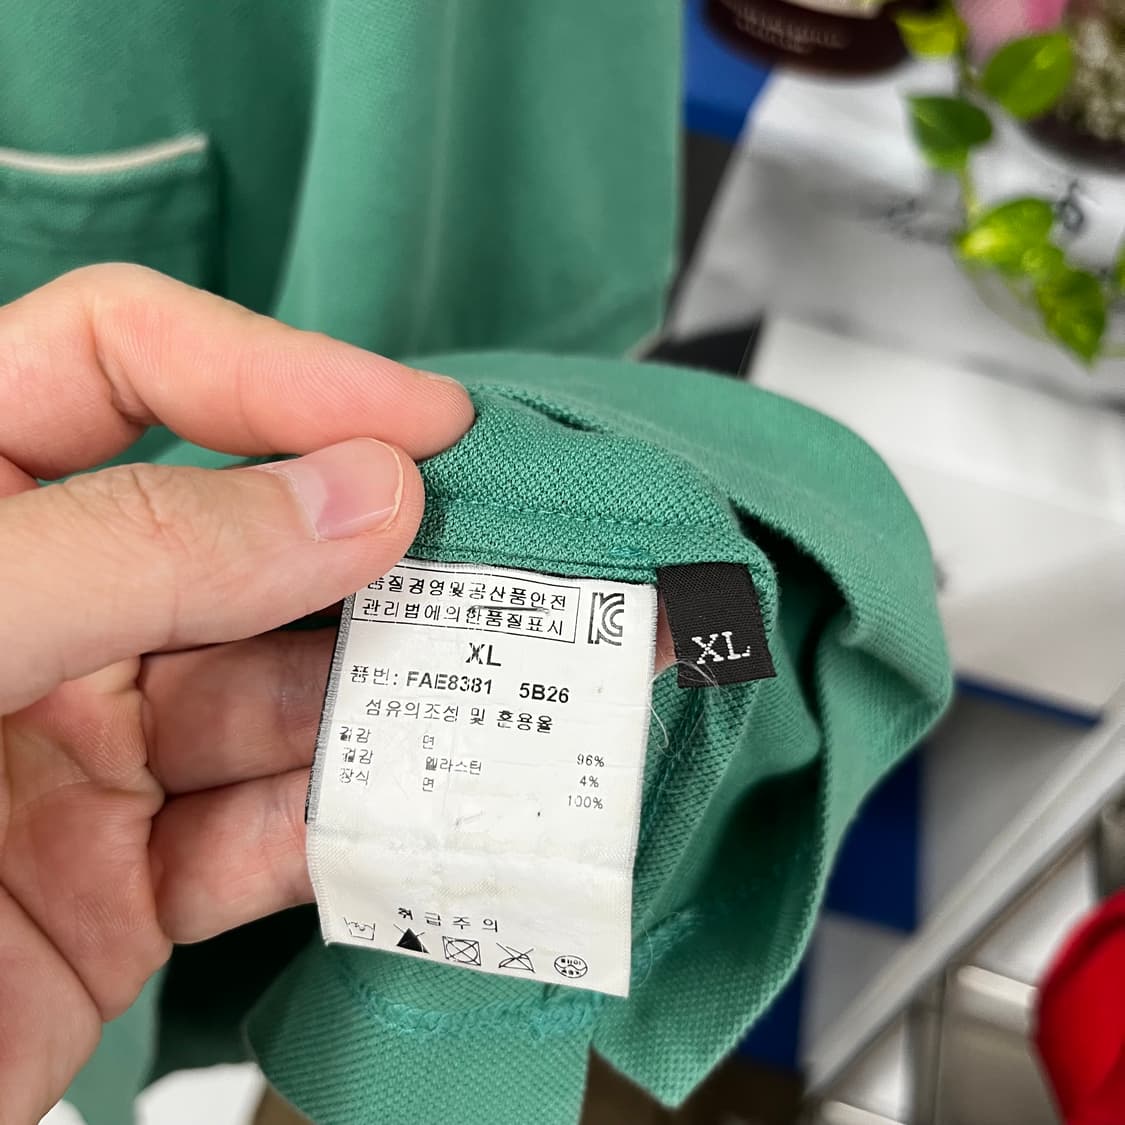 품질경영및공산품안전
관리법에의한품질표시
XL
품번: FAE8381 5B26
섬유의조성 및 혼용율
겉감 면 96%
겉감 엘라스틴 4%
장식 면 100%
취급주의
XL